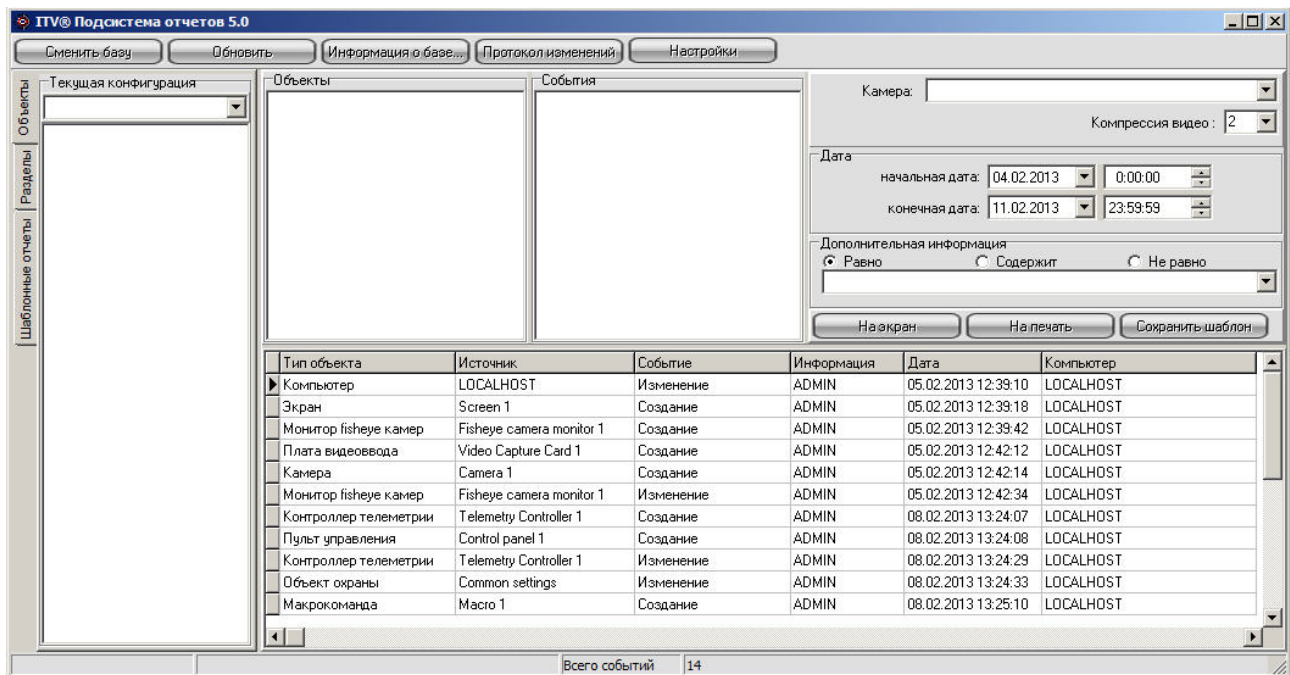 ITV® Подсистема отчетов 5.0
Сменить базу Обновить Информация о базе... Протокол изменений Настройки
Объекты
Разделы
Шаблонные отчеты
Текущая конфигурация
Объекты
События
Камера:
Компрессия видео : 2
Дата
начальная дата: 04.02.2013 0:00:00
конечная дата: 11.02.2013 23:59:59
Дополнительная информация
Равно Содержит Не равно
На экран На печать Сохранить шаблон
Тип объекта Источник Событие Информация Дата Компьютер
Компьютер LOCALHOST Изменение ADMIN 05.02.2013 12:39:10 LOCALHOST
Экран Screen 1 Создание ADMIN 05.02.2013 12:39:18 LOCALHOST
Монитор fisheye камер Fisheye camera monitor 1 Создание ADMIN 05.02.2013 12:39:42 LOCALHOST
Плата видеоввода Video Capture Card 1 Создание ADMIN 05.02.2013 12:42:12 LOCALHOST
Камера Camera 1 Создание ADMIN 05.02.2013 12:42:14 LOCALHOST
Монитор fisheye камер Fisheye camera monitor 1 Изменение ADMIN 05.02.2013 12:42:34 LOCALHOST
Контроллер телеметрии Telemetry Controller 1 Создание ADMIN 08.02.2013 13:24:07 LOCALHOST
Пульт управления Control panel 1 Создание ADMIN 08.02.2013 13:24:08 LOCALHOST
Контроллер телеметрии Telemetry Controller 1 Изменение ADMIN 08.02.2013 13:24:29 LOCALHOST
Объект охраны Common settings Изменение ADMIN 08.02.2013 13:24:33 LOCALHOST
Макрокоманда Macro 1 Создание ADMIN 08.02.2013 13:25:10 LOCALHOST
Всего событий 14